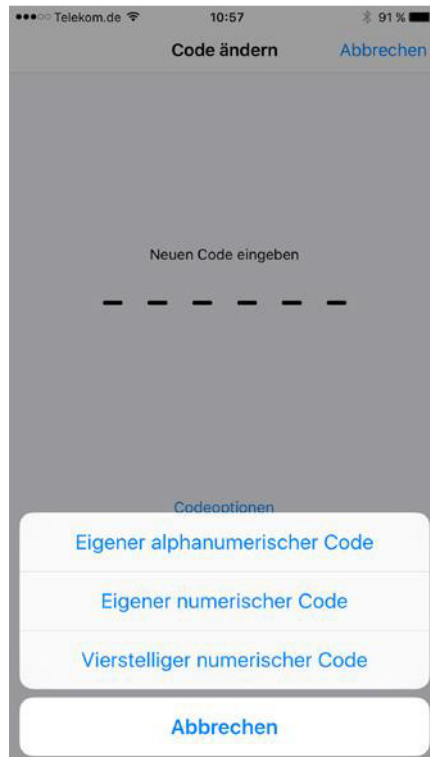 Telekom.de 10:57 91 %
Code ändern Abbrechen
Neuen Code eingeben
Codeoptionen
Eigener alphanumerischer Code
Eigener numerischer Code
Vierstelliger numerischer Code
Abbrechen